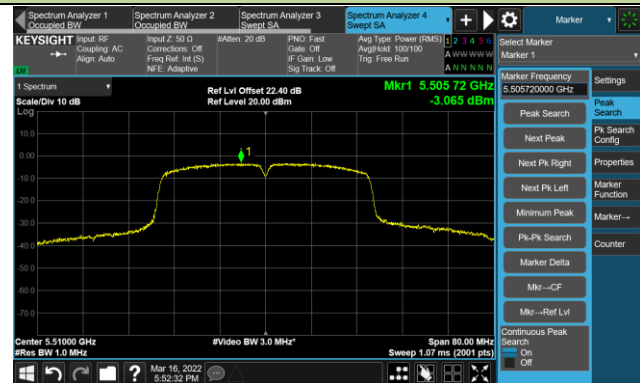 Spectrum Analyzer 1
Occupied BW
Spectrum Analyzer 2
Occupied BW
Spectrum Analyzer 3
Swept SA
Spectrum Analyzer 4
Swept SA
+
Marker
KEYSIGHT
Input: RF
Coupling: AC
Align: Auto
Input Z: 50 Ω
Corrections: Off
Freq Ref: Int (S)
NFE: Adaptive
#Atten: 20 dB
PNO: Fast
Gate: Off
IF Gain: Low
Sig Track: Off
Avg Type: Power (RMS)
Avg|Hold: 100/100
Trig: Free Run
1 2 3 4 5 6
A W W W W W
A N N N N N
LXI
Select Marker
Marker 1
1 Spectrum
Scale/Div 10 dB
Ref Lvl Offset 22.40 dB
Ref Level 20.00 dBm
Mkr1 5.505 72 GHz
-3.065 dBm
Marker Frequency
5.505720000 GHz
Peak Search
Next Peak
Next Pk Right
Next Pk Left
Minimum Peak
Pk-Pk Search
Marker Delta
Mkr→CF
Mkr→Ref Lvl
Continuous Peak
Search
On
Off
Settings
Peak
Search
Pk Search
Config
Properties
Marker
Function
Marker→
Counter
Log
10.0
0.00
-10.0
-20.0
-30.0
-40.0
-50.0
-60.0
-70.0
1
Center 5.51000 GHz
#Res BW 1.0 MHz
#Video BW 3.0 MHz*
Span 80.00 MHz
Sweep 1.07 ms (2001 pts)
?
Mar 16, 2022
5:52:32 PM